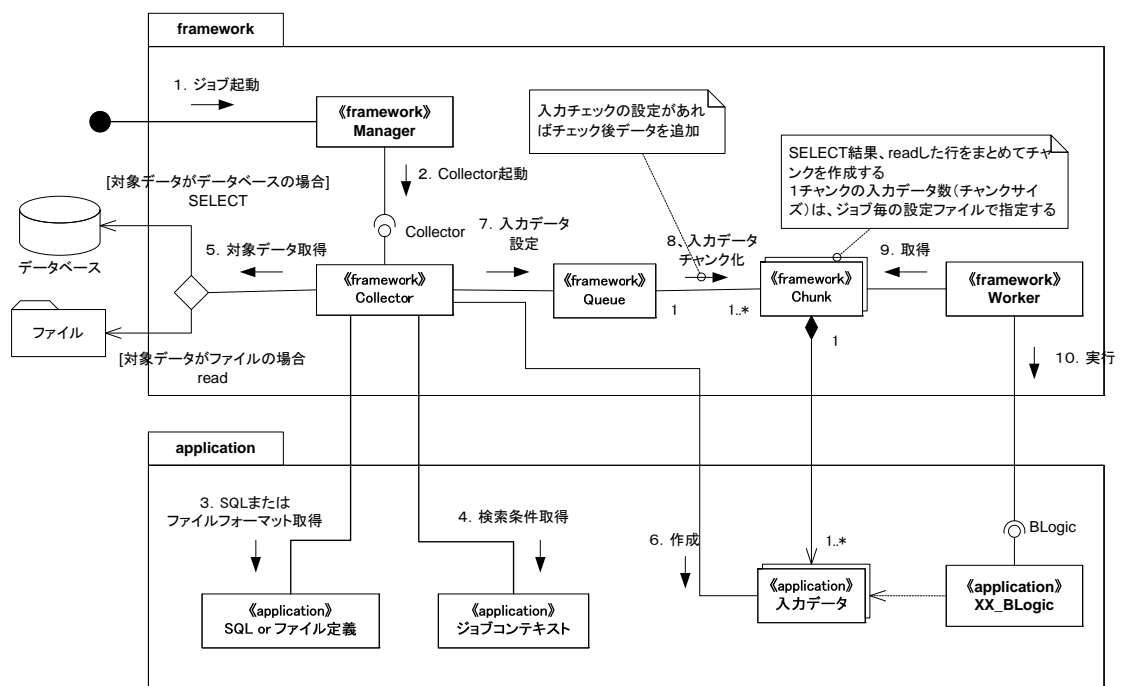 framework
1．ジョブ起動
《framework》
Manager
入力チェックの設定があれ
ばチェック後データを追加
SELECT結果、readした行をまとめてチャ
ンクを作成する
1チャンクの入力データ数（チャンクサイ
ズ）は、ジョブ毎の設定ファイルで指定する
[対象データがデータベースの場合]
SELECT
2．Collector起動
Collector
データベース
5．対象データ取得
7．入力データ
設定
8、入力データ
チャンク化
9．取得
《framework》
Collector
《framework》
Queue
《framework》
Chunk
《framework》
Worker
1
1..*
1
ファイル
[対象データがファイルの場合
read
10．実行
application
3．SQLまたは
ファイルフォーマット取得
4．検索条件取得
6．作成
1..*
BLogic
《application》
SQL or ファイル定義
《application》
ジョブコンテキスト
《application》
入力データ
《application》
XX_BLogic